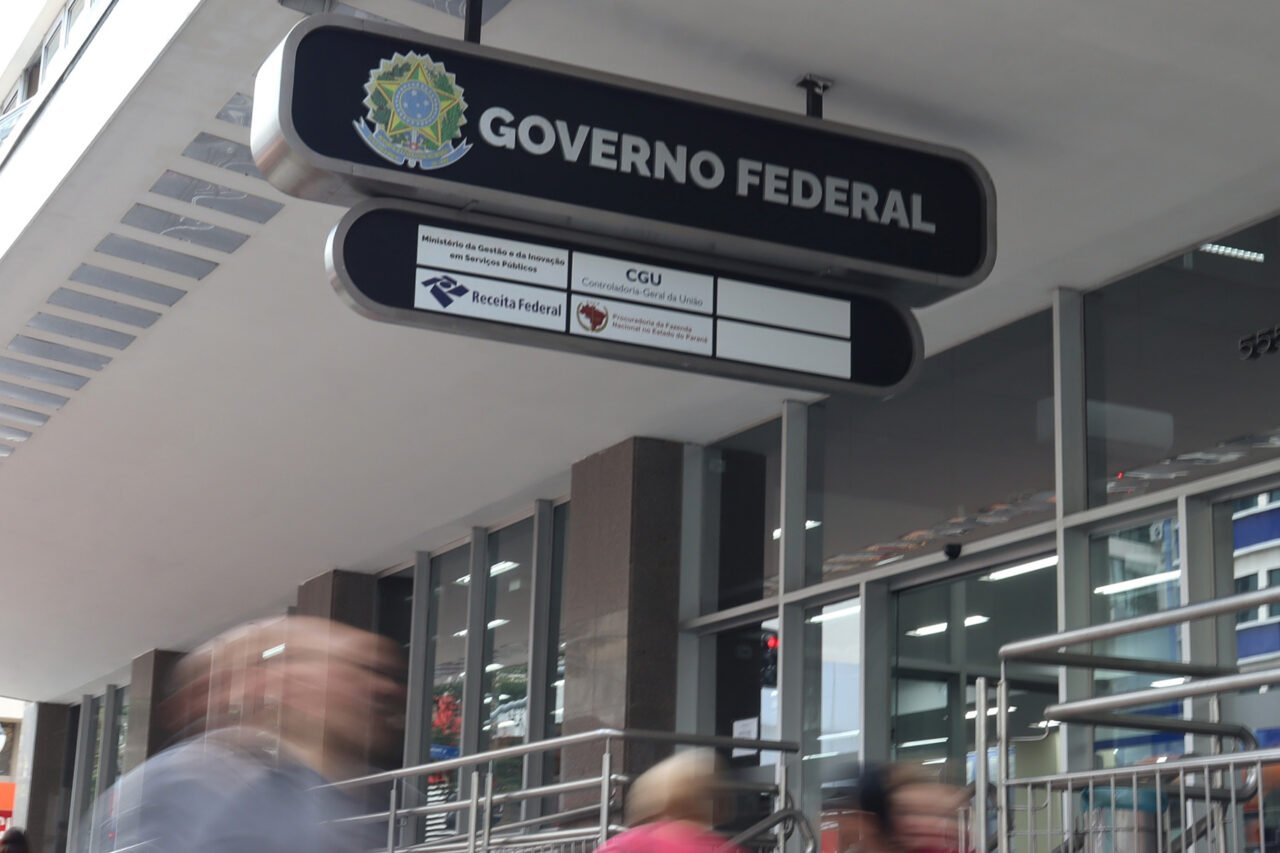 GOVERNO FEDERAL
Ministério da Gestão e da Inovação
em Serviços Públicos
CGU
Controladoria-Geral da União
Receita Federal
Procuradoria da Fazenda
Nacional no Estado do Paraná